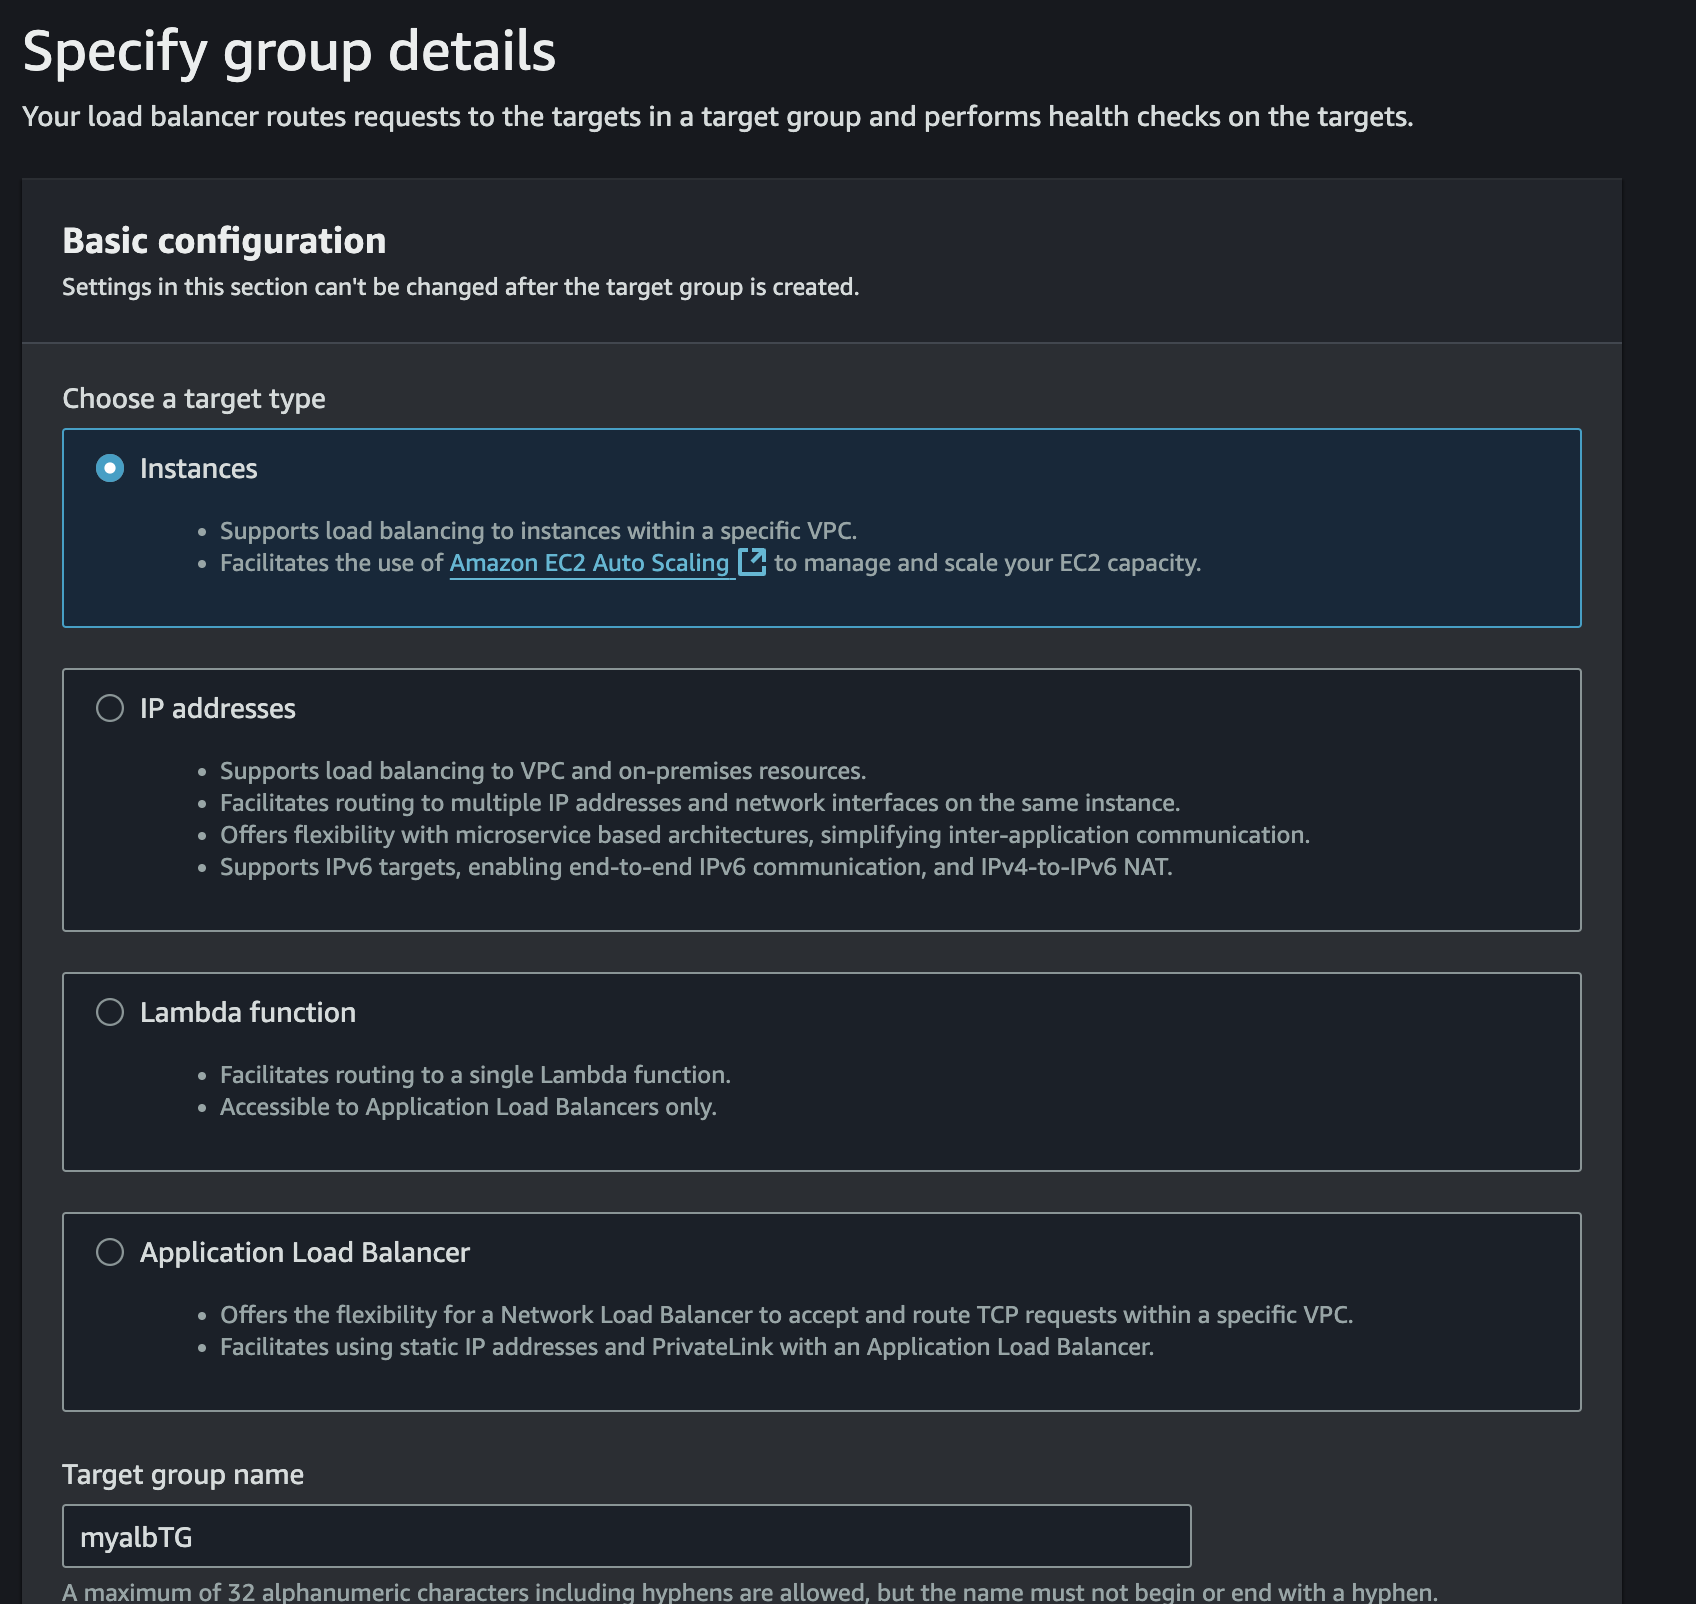 Specify group details
Your load balancer routes requests to the targets in a target group and performs health checks on the targets.
Basic configuration
Settings in this section can't be changed after the target group is created.
Choose a target type
Instances
• Supports load balancing to instances within a specific VPC.
• Facilitates the use of Amazon EC2 Auto Scaling to manage and scale your EC2 capacity.
IP addresses
• Supports load balancing to VPC and on-premises resources.
• Facilitates routing to multiple IP addresses and network interfaces on the same instance.
• Offers flexibility with microservice based architectures, simplifying inter-application communication.
• Supports IPv6 targets, enabling end-to-end IPv6 communication, and IPv4-to-IPv6 NAT.
Lambda function
• Facilitates routing to a single Lambda function.
• Accessible to Application Load Balancers only.
Application Load Balancer
• Offers the flexibility for a Network Load Balancer to accept and route TCP requests within a specific VPC.
• Facilitates using static IP addresses and PrivateLink with an Application Load Balancer.
Target group name
myalbTG
A maximum of 32 alphanumeric characters including hyphens are allowed, but the name must not begin or end with a hyphen.